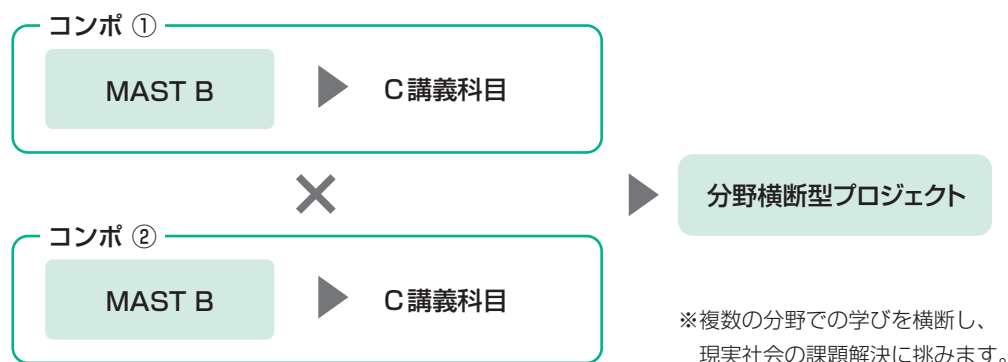 コンポ ①
MAST B
C講義科目
×
分野横断型プロジェクト
コンポ ②
MAST B
C講義科目
※複数の分野での学びを横断し、
現実社会の課題解決に挑みます。